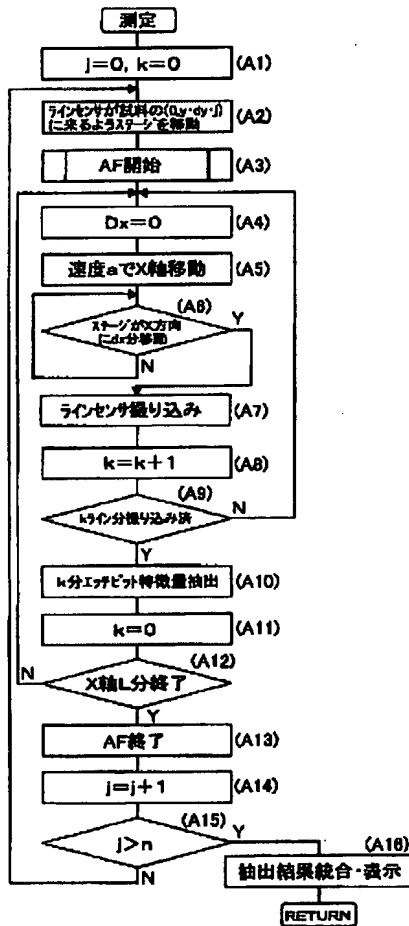 測定
j=0, k=0
(A1)
ラインセンサが「試料の(0,y・dy・j)
に来るようステージ」を移動
(A2)
AF開始
(A3)
Dx=0
(A4)
速度aでX軸移動
(A5)
(A6)
ステージがX方向
にdx分移動
Y
N
ラインセンサ撮り込み
(A7)
k=k+1
(A8)
(A9)
kライン分撮り込み済
N
Y
k分エッチピット特徴量抽出
(A10)
k=0
(A11)
(A12)
N
X軸L分終了
Y
AF終了
(A13)
j=j+1
(A14)
(A15)
j>n
Y
N
(A16)
抽出結果統合・表示
RETURN